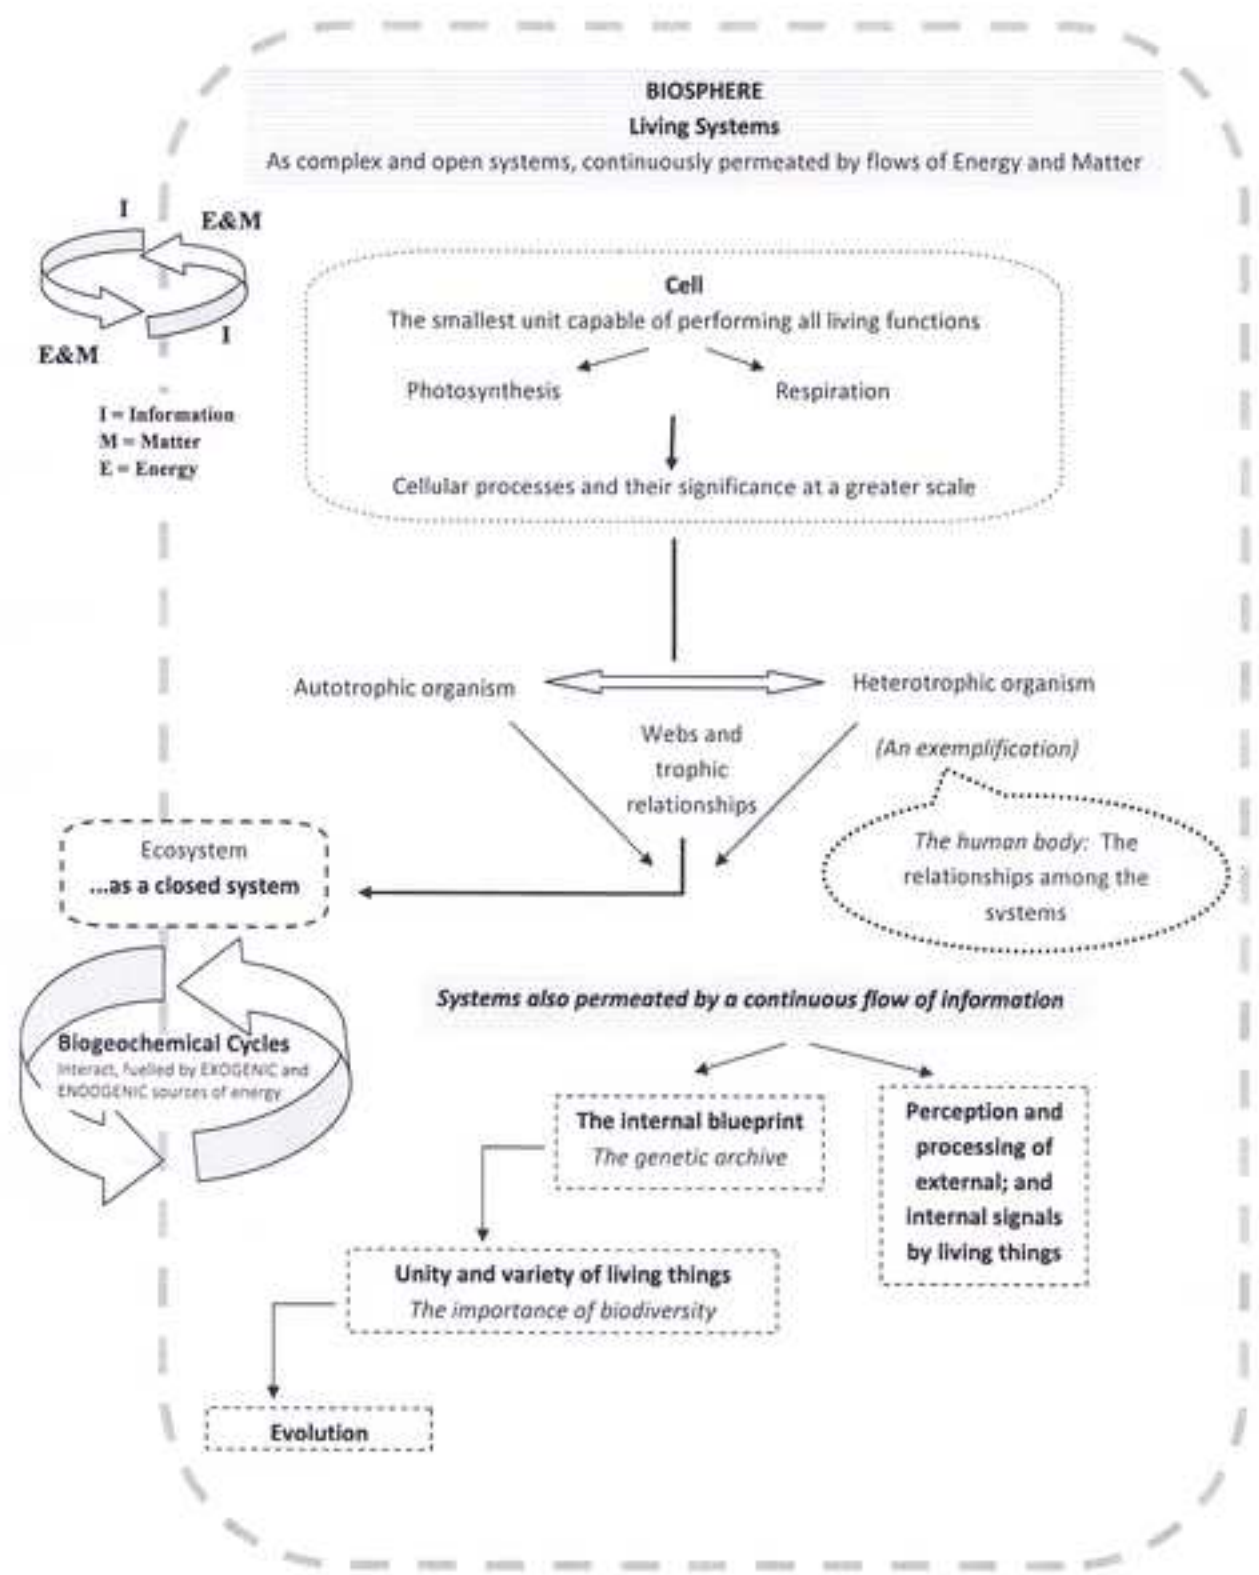 BIOSPHERE
Living Systems
As complex and open systems, continuously permeated by flows of Energy and Matter
I
E&M
E&M
I
I = Information
M = Matter
E = Energy
Cell
The smallest unit capable of performing all living functions
Photosynthesis
Respiration
Cellular processes and their significance at a greater scale
Autotrophic organism
Heterotrophic organism
Webs and
trophic
relationships
(An exemplification)
The human body: The
relationships among the
systems
Ecosystem
...as a closed system
Biogeochemical Cycles
Interact, fuelled by EXOGENIC and
ENDOGENIC sources of energy
Systems also permeated by a continuous flow of information
The internal blueprint
The genetic archive
Perception and
processing of
external; and
internal signals
by living things
Unity and variety of living things
The importance of biodiversity
Evolution